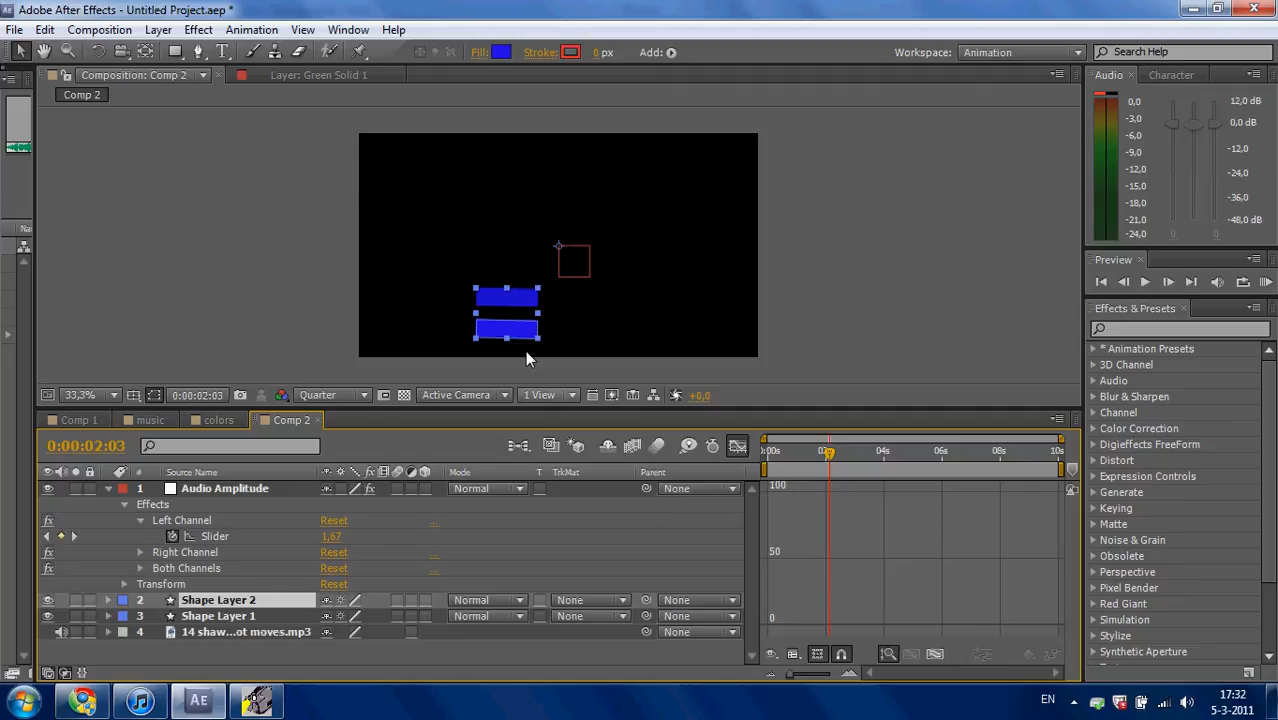 Adobe After Effects - Untitled Project.aep *
File Edit Composition Layer Effect Animation View Window Help
Fill: Stroke: 0 px Add: Workspace: Animation Search Help
Composition: Comp 2 Layer: Green Solid 1
Comp 2
Audio Character
0,0 12,0 dB
-3,0 0,0 dB
-6,0
-9,0 -12,0
-12,0
-15,0 -24,0
-18,0 -36,0
-21,0
-24,0 -48,0
0 0
Preview
Effects & Presets
* Animation Presets
3D Channel
Audio
Blur & Sharpen
Channel
Color Correction
Digieffects FreeForm
Distort
Expression Controls
Generate
Keying
Matte
Noise & Grain
Obsolete
Perspective
Pixel Bender
Red Giant
Simulation
Stylize
Synthetic Aperture
33,3% 0:00:02:03 Quarter Active Camera 1 View +0,0
Comp 1 music colors Comp 2
0:00:02:03
:00s 04s 06s 08s 10s
# Source Name Mode T TrkMat Parent
1 Audio Amplitude Normal None
Effects
Left Channel Reset ...
Slider 1,67
Right Channel Reset ...
Both Channels Reset ...
Transform Reset
2 Shape Layer 2 Normal None None
3 Shape Layer 1 Normal None None
4 14 shaw...ot moves.mp3 None
100
50
0
EN 17:32
5-3-2011